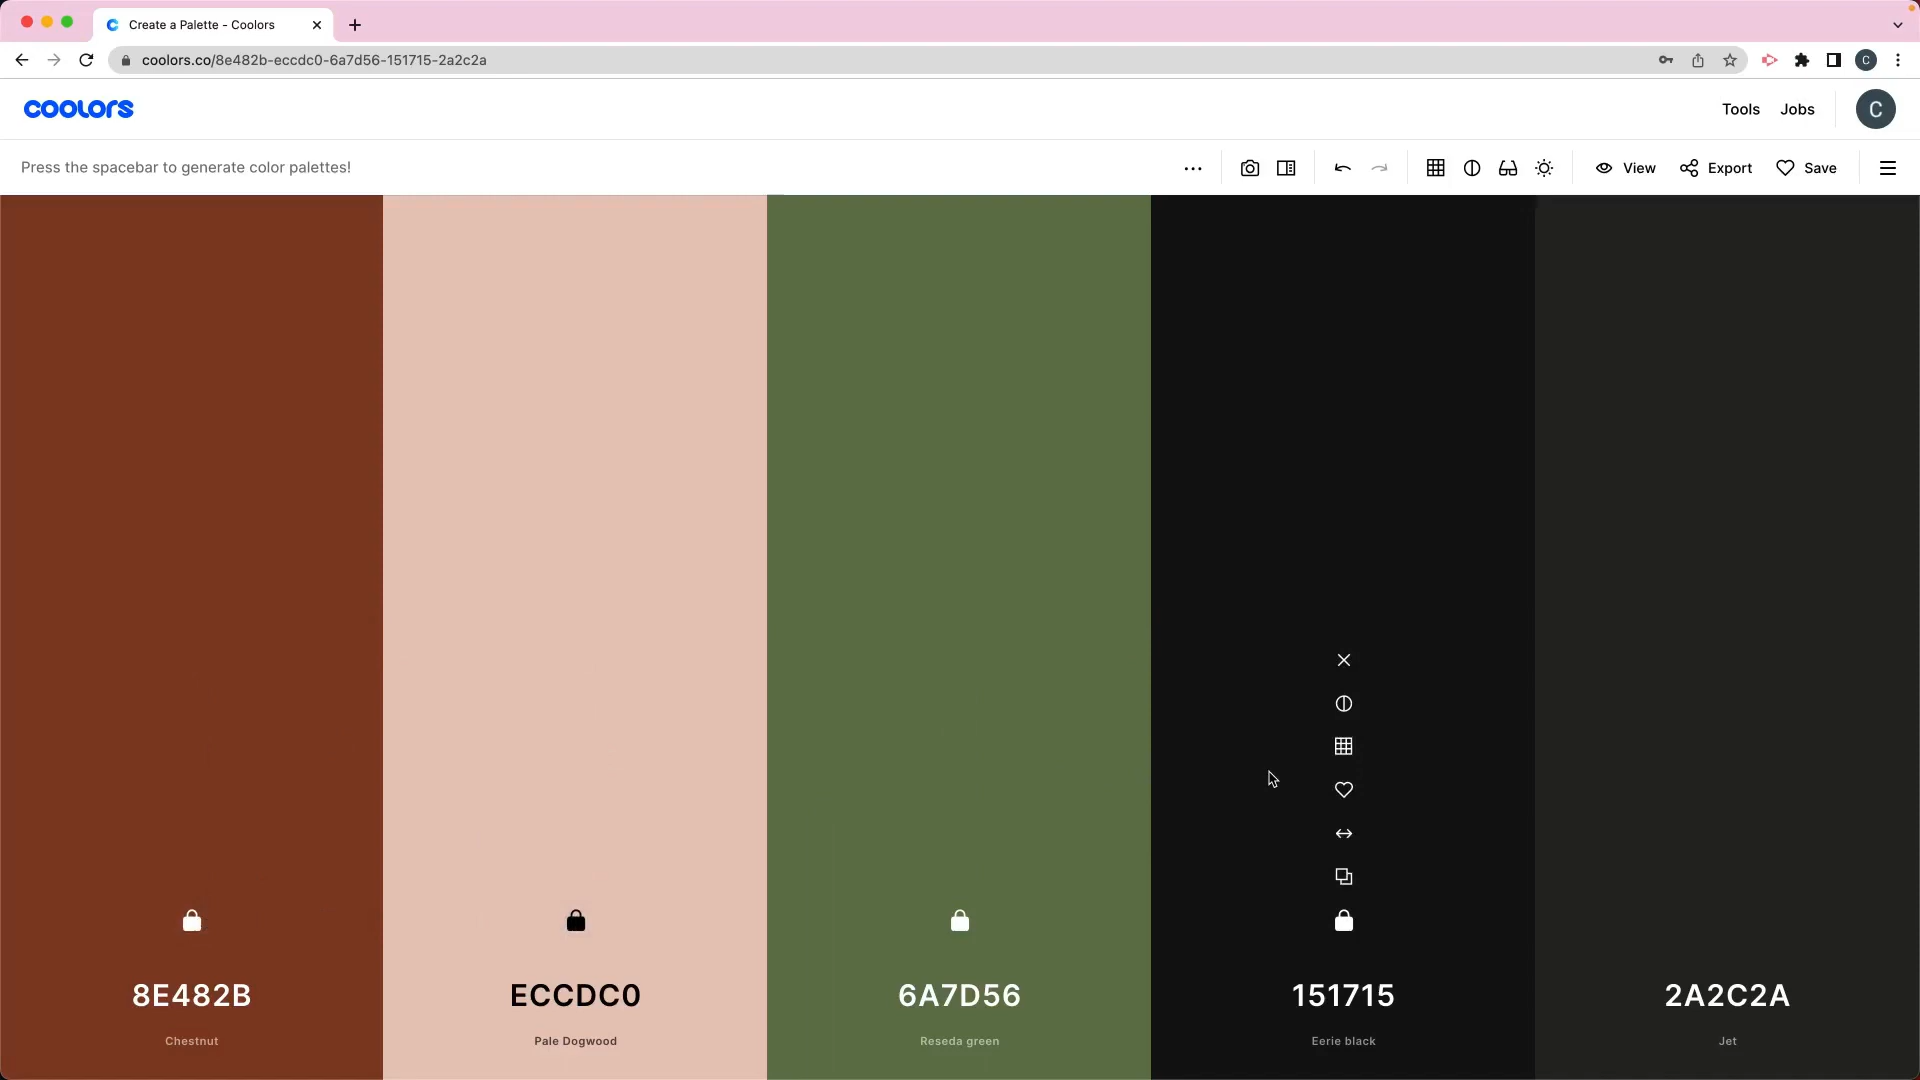 Create a Palette - Coolors
coolors.co/8e482b-eccdc0-6a7d56-151715-2a2c2a
C
coolors
Tools
Jobs
C
Press the spacebar to generate color palettes!
View
Export
Save
8E482B
ECCDC0
6A7D56
151715
2A2C2A
Chestnut
Pale Dogwood
Reseda green
Eerie black
Jet